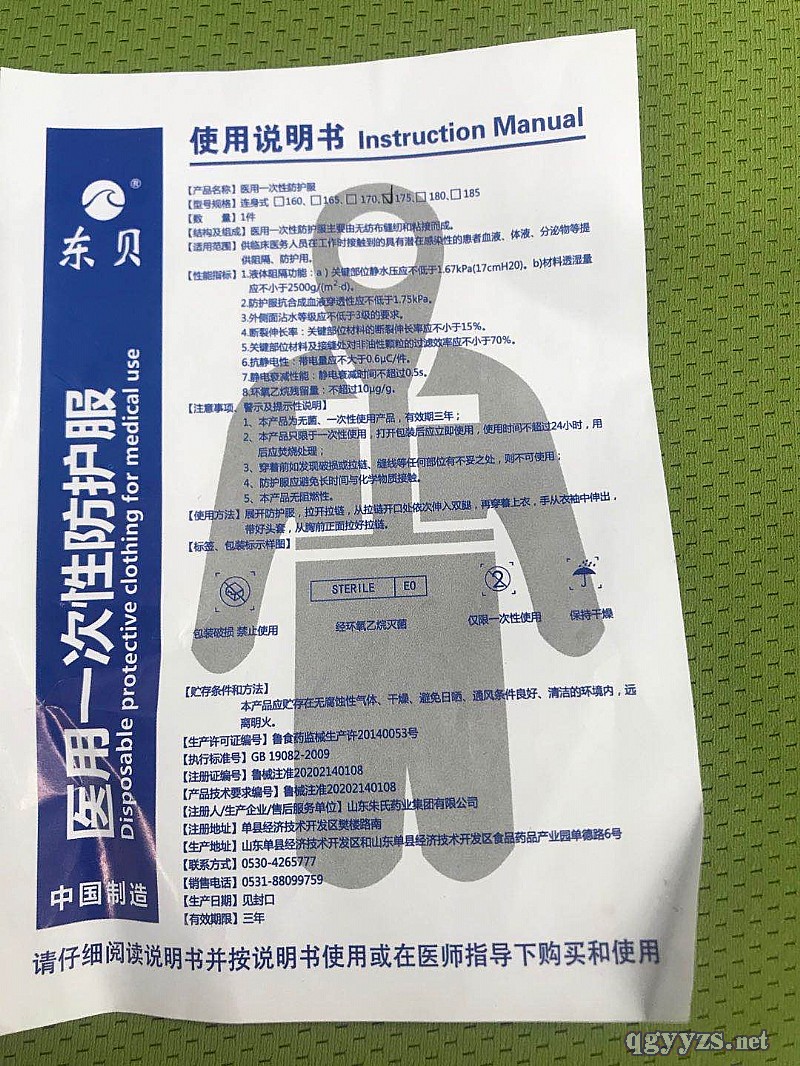 使用说明书 Instruction Manual
东贝®
医用一次性防护服
Disposable protective clothing for medical use
中国制造
【产品名称】医用一次性防护服
【型号规格】连身式 □160、□165、□170、☑175、□180、□185
【数 量】1件
【结构及组成】医用一次性防护服主要由无纺布缝纫和粘接而成。
【适用范围】供临床医务人员在工作时接触到的具有潜在感染性的患者血液、体液、分泌物等提
供阻隔、防护用。
【性能指标】1.液体阻隔功能：a）关键部位静水压应不低于1.67kPa(17cmH20)。b)材料透湿量
应不小于2500g/(m²·d)。
2.防护服抗合成血液穿透性应不低于1.75kPa。
3.外侧面沾水等级应不低于3级的要求。
4.断裂伸长率：关键部位材料的断裂伸长率应不小于15%。
5.关键部位材料及接缝处对非油性颗粒的过滤效率应不小于70%。
6.抗静电性：带电量应不大于0.6μC/件。
7.静电衰减性能：静电衰减时间不超过0.5s。
8.环氧乙烷残留量：不超过10μg/g。
【注意事项、警示及提示性说明】
1、本产品为无菌、一次性使用产品，有效期三年；
2、本产品只限于一次性使用，打开包装后应立即使用，使用时间不超过24小时，用
后应焚烧处理；
3、穿着前如发现破损或拉链、缝线等任何部位有不妥之处，则不可使用；
4、防护服应避免长时间与化学物质接触。
5、本产品无阻燃性。
【使用方法】展开防护服，拉开拉链，从拉链开口处依次伸入双腿，再穿着上衣，手从衣袖中伸出，
带好头套，从胸前正面拉好拉链。
【标签、包装标示样图】
STERILE EO
2
包装破损 禁止使用
经环氧乙烷灭菌
仅限一次性使用
保持干燥
【贮存条件和方法】
本产品应贮存在无腐蚀性气体、干燥、避免日晒、通风条件良好、清洁的环境内，远
离明火。
【生产许可证编号】鲁食药监械生产许20140053号
【执行标准号】GB 19082-2009
【注册证编号】鲁械注准20202140108
【产品技术要求编号】鲁械注准20202140108
【注册人/生产企业/售后服务单位】山东朱氏药业集团有限公司
【注册地址】单县经济技术开发区樊楼路南
【生产地址】山东单县经济技术开发区和山东单县经济技术开发区食品药品产业园单德路6号
【联系方式】0530-4265777
【销售电话】0531-88099759
【生产日期】见封口
【有效期限】三年
请仔细阅读说明书并按说明书使用或在医师指导下购买和使用
qgyyzs.net